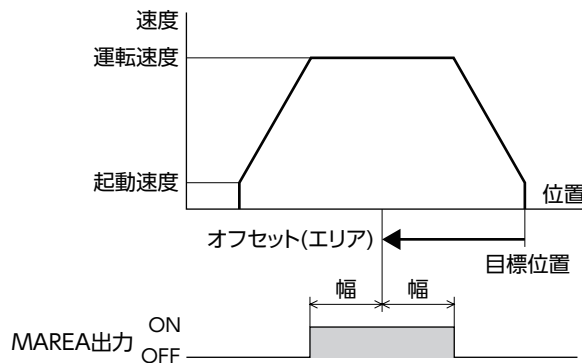 速度
運転速度
起動速度
位置
オフセット(エリア)
目標位置
幅 幅
MAREA出力
ON
OFF